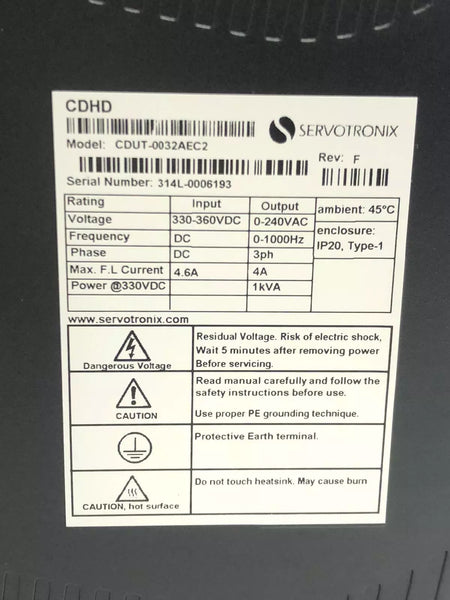 CDHD
SERVOTRONIX
Model: CDUT-0032AEC2
Rev: F
Serial Number: 314L-0006193
Rating Input Output
Voltage 330-360VDC 0-240VAC
Frequency DC 0-1000Hz
Phase DC 3ph
Max. F.L Current 4.6A 4A
Power @330VDC 1kVA
ambient: 45°C
enclosure:
IP20, Type-1
www.servotronix.com
Dangerous Voltage
Residual Voltage. Risk of electric shock,
Wait 5 minutes after removing power
Before servicing.
CAUTION
Read manual carefully and follow the
safety instructions before use.
Use proper PE grounding technique.
Protective Earth terminal.
CAUTION, hot surface
Do not touch heatsink. May cause burn